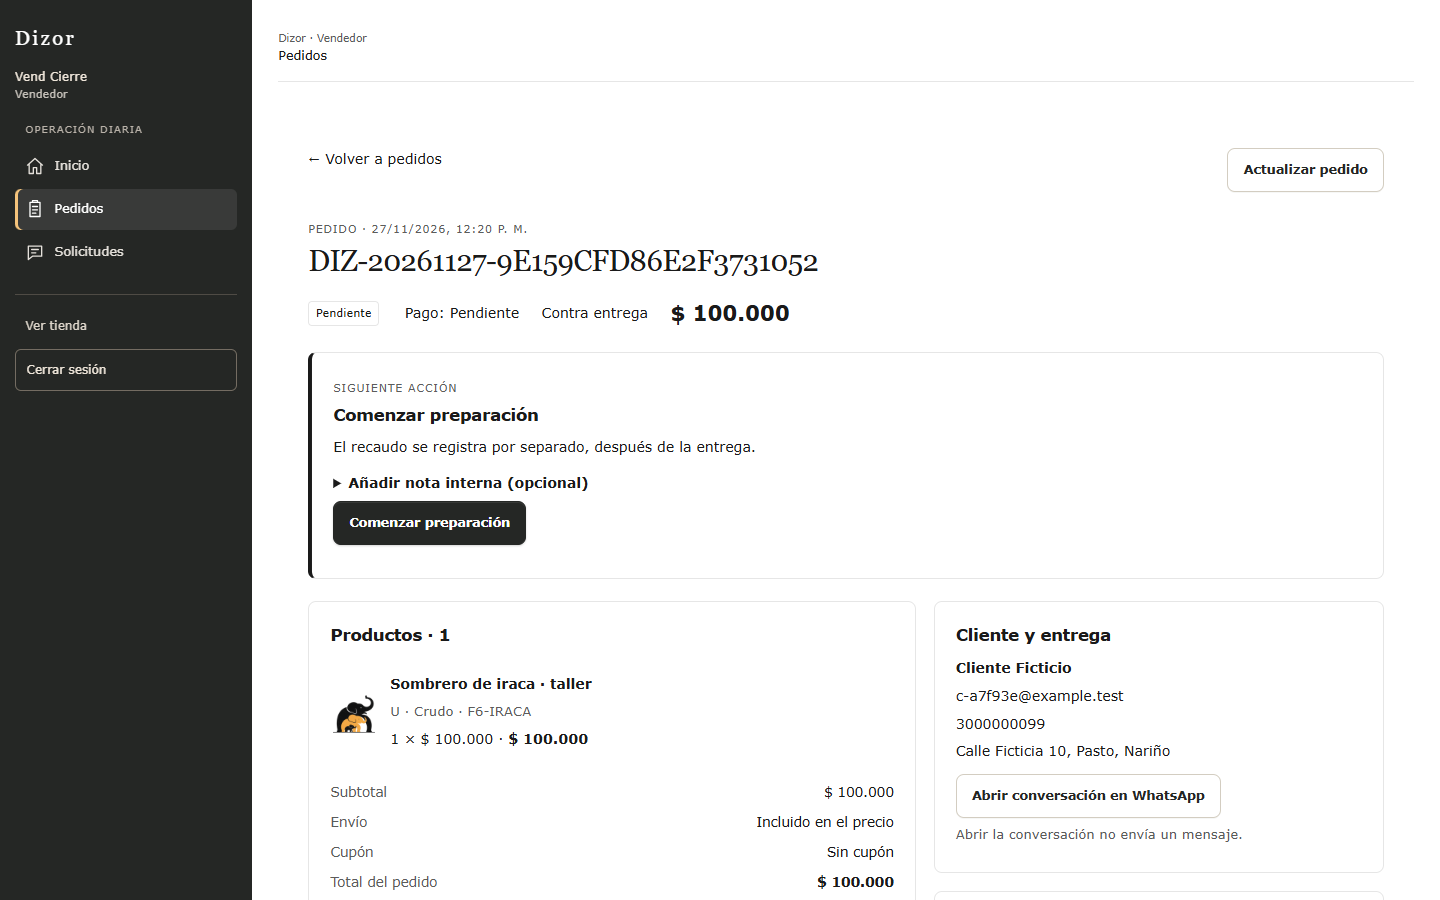 Dizor
Vend Cierre
Vendedor
OPERACIÓN DIARIA
Inicio
Pedidos
Solicitudes
Ver tienda
Cerrar sesión
Dizor · Vendedor
Pedidos
← Volver a pedidos
Actualizar pedido
PEDIDO · 27/11/2026, 12:20 P. M.
DIZ-20261127-9E159CFD86E2F3731052
Pendiente
Pago: Pendiente
Contra entrega
$ 100.000
SIGUIENTE ACCIÓN
Comenzar preparación
El recaudo se registra por separado, después de la entrega.
▶ Añadir nota interna (opcional)
Comenzar preparación
Productos · 1
Sombrero de iraca · taller
U · Crudo · F6-IRACA
1 × $ 100.000 · $ 100.000
Subtotal $ 100.000
Envío Incluido en el precio
Cupón Sin cupón
Total del pedido $ 100.000
Cliente y entrega
Cliente Ficticio
c-a7f93e@example.test
3000000099
Calle Ficticia 10, Pasto, Nariño
Abrir conversación en WhatsApp
Abrir la conversación no envía un mensaje.